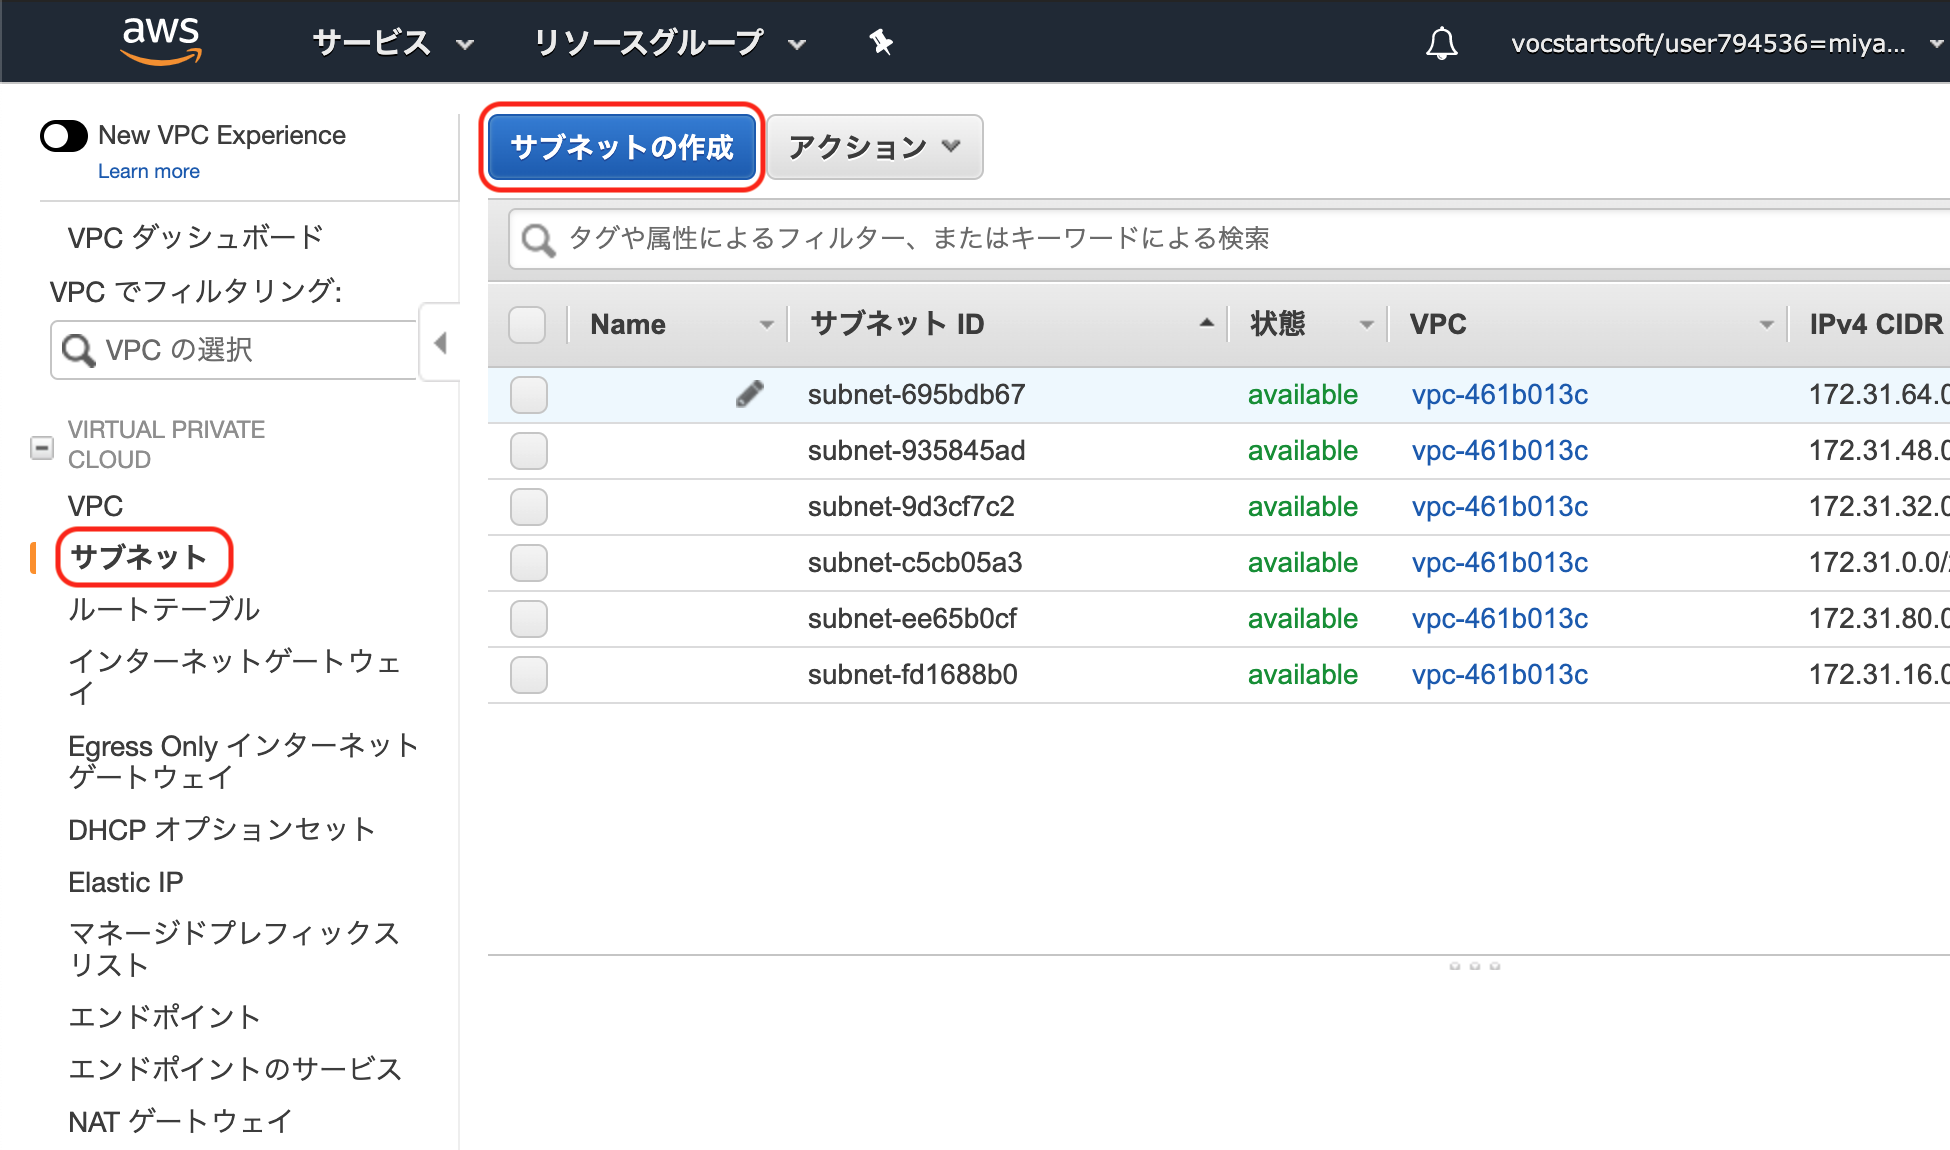 aws
サービス
リソースグループ
vocstartsoft/user794536=miya...
New VPC Experience
Learn more
VPC ダッシュボード
VPC でフィルタリング:
VPC の選択
VIRTUAL PRIVATE
CLOUD
VPC
サブネット
ルートテーブル
インターネットゲートウェ
イ
Egress Only インターネット
ゲートウェイ
DHCP オプションセット
Elastic IP
マネージドプレフィックス
リスト
エンドポイント
エンドポイントのサービス
NAT ゲートウェイ
サブネットの作成
アクション
タグや属性によるフィルター、またはキーワードによる検索
Name サブネット ID 状態 VPC IPv4 CIDR
subnet-695bdb67 available vpc-461b013c 172.31.64.0
subnet-935845ad available vpc-461b013c 172.31.48.0
subnet-9d3cf7c2 available vpc-461b013c 172.31.32.0
subnet-c5cb05a3 available vpc-461b013c 172.31.0.0/
subnet-ee65b0cf available vpc-461b013c 172.31.80.0
subnet-fd1688b0 available vpc-461b013c 172.31.16.0